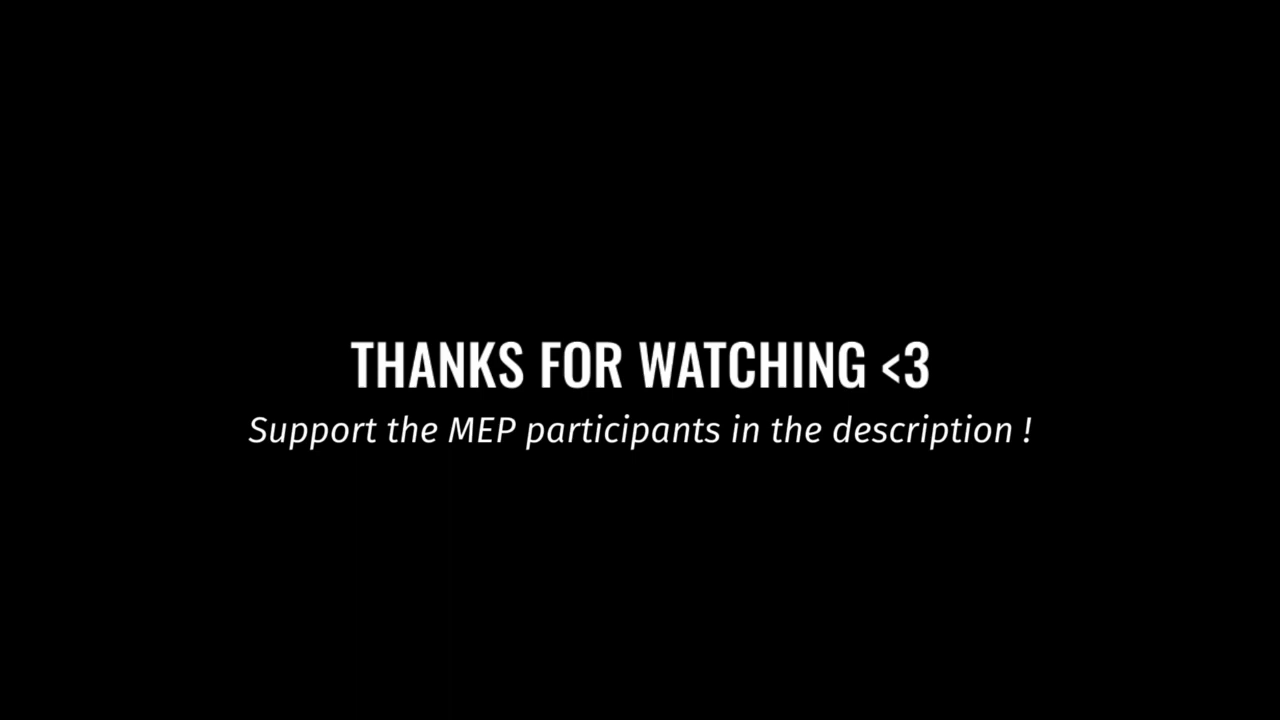 THANKS FOR WATCHING <3
Support the MEP participants in the description !